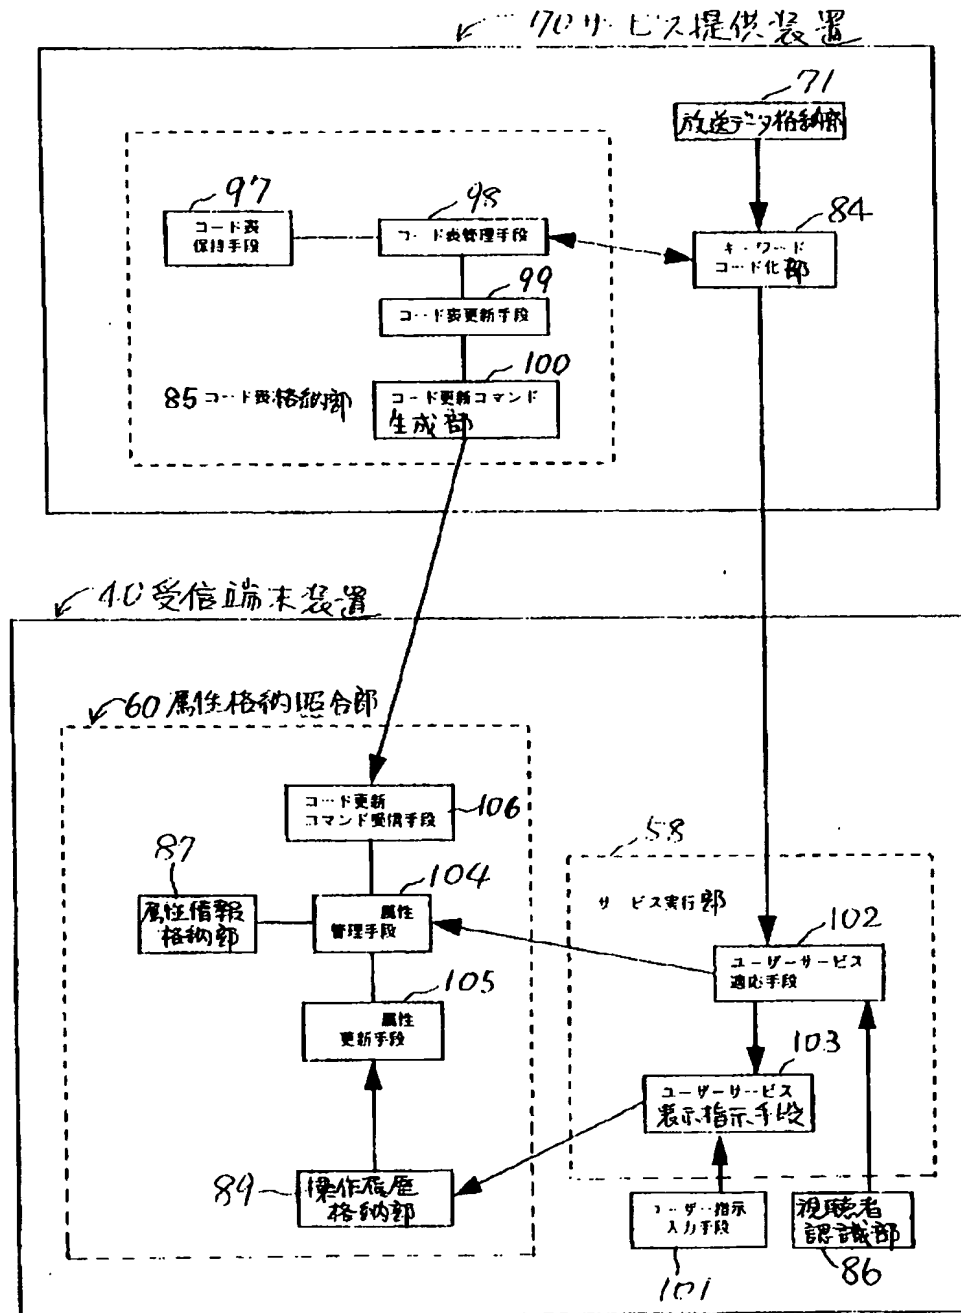 70サービス提供装置
71
放送データ格納部
97
コード表
保持手段
98
コード表管理手段
84
キーワード
コード化部
99
コード表更新手段
100
コード更新コマンド
生成部
85コード表格納部
40受信端末装置
60属性格納照合部
コード更新
コマンド受信手段
106
58
サービス実行部
87
属性情報
格納部
104
属性
管理手段
102
ユーザーサービス
適応手段
105
属性
更新手段
103
ユーザーサービス
表示指示手段
89
操作履歴
格納部
ユーザー指示
入力手段
101
視聴者
認識部
86